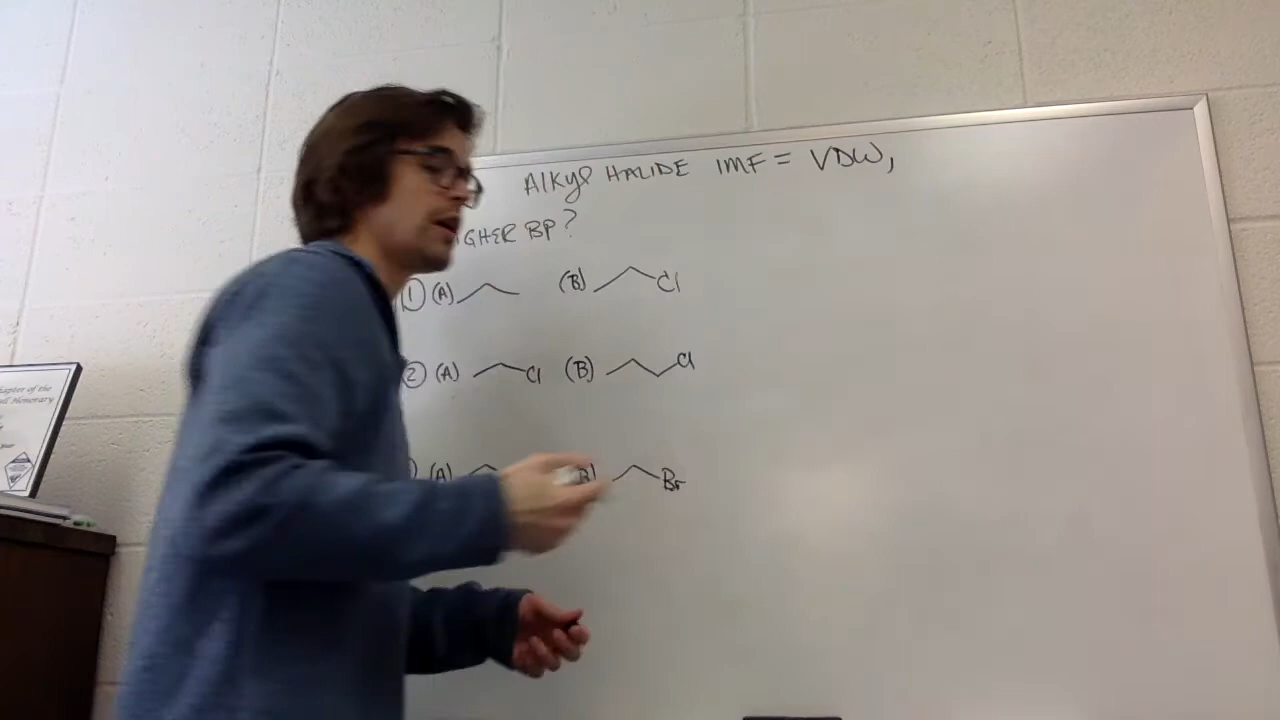 Alkyl HALIDE IMF = VDW,
GHER BP?
1 (A) (B) Cl
2 (A) Cl (B) Cl
(A) B) Br